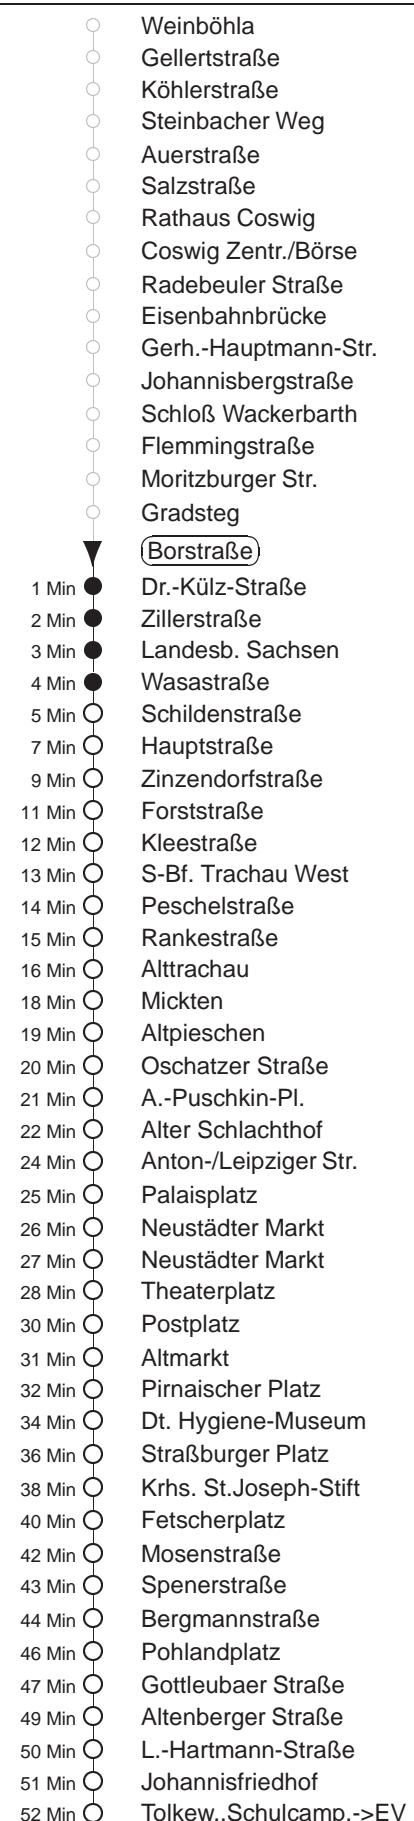 Weinböhla
Gellertstraße
Köhlerstraße
Steinbacher Weg
Auerstraße
Salzstraße
Rathaus Coswig
Coswig Zentr./Börse
Radebeuler Straße
Eisenbahnbrücke
Gerh.-Hauptmann-Str.
Johannisbergstraße
Schloß Wackerbarth
Flemmingstraße
Moritzburger Str.
Gradsteg
Borstraße
1 Min Dr.-Külz-Straße
2 Min Zillerstraße
3 Min Landesb. Sachsen
4 Min Wasastraße
5 Min Schildenstraße
7 Min Hauptstraße
9 Min Zinzendorfstraße
11 Min Forststraße
12 Min Kleestraße
13 Min S-Bf. Trachau West
14 Min Peschelstraße
15 Min Rankestraße
16 Min Alttrachau
18 Min Mickten
19 Min Altpieschen
20 Min Oschatzer Straße
21 Min A.-Puschkin-Pl.
22 Min Alter Schlachthof
24 Min Anton-/Leipziger Str.
25 Min Palaisplatz
26 Min Neustädter Markt
27 Min Neustädter Markt
28 Min Theaterplatz
30 Min Postplatz
31 Min Altmarkt
32 Min Pirnaischer Platz
34 Min Dt. Hygiene-Museum
36 Min Straßburger Platz
38 Min Krhs. St.Joseph-Stift
40 Min Fetscherplatz
42 Min Mosenstraße
43 Min Spenerstraße
44 Min Bergmannstraße
46 Min Pohlandplatz
47 Min Gottleubaer Straße
49 Min Altenberger Straße
50 Min L.-Hartmann-Straße
51 Min Johannisfriedhof
52 Min Tolkew.,Schulcamp.->EV